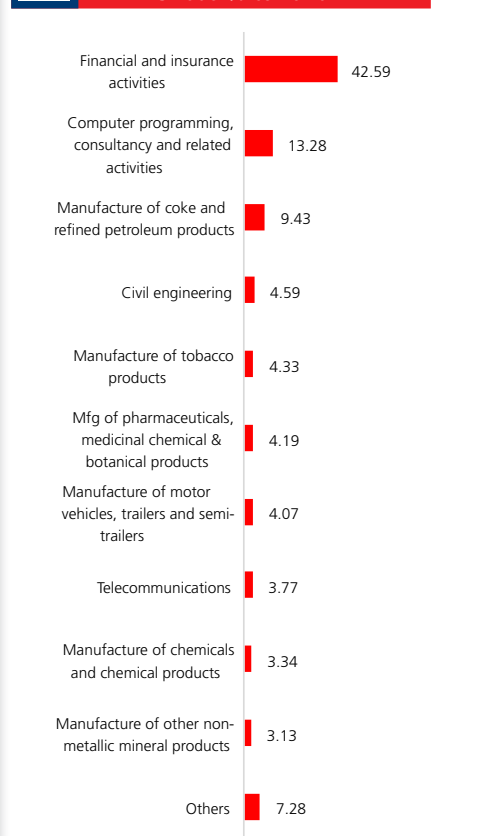 Financial and insurance
activities
42.59
Computer programming,
consultancy and related
activities
13.28
Manufacture of coke and
refined petroleum products
9.43
Civil engineering
4.59
Manufacture of tobacco
products
4.33
Mfg of pharmaceuticals,
medicinal chemical &
botanical products
4.19
Manufacture of motor
vehicles, trailers and semi-
trailers
4.07
Telecommunications
3.77
Manufacture of chemicals
and chemical products
3.34
Manufacture of other non-
metallic mineral products
3.13
Others
7.28